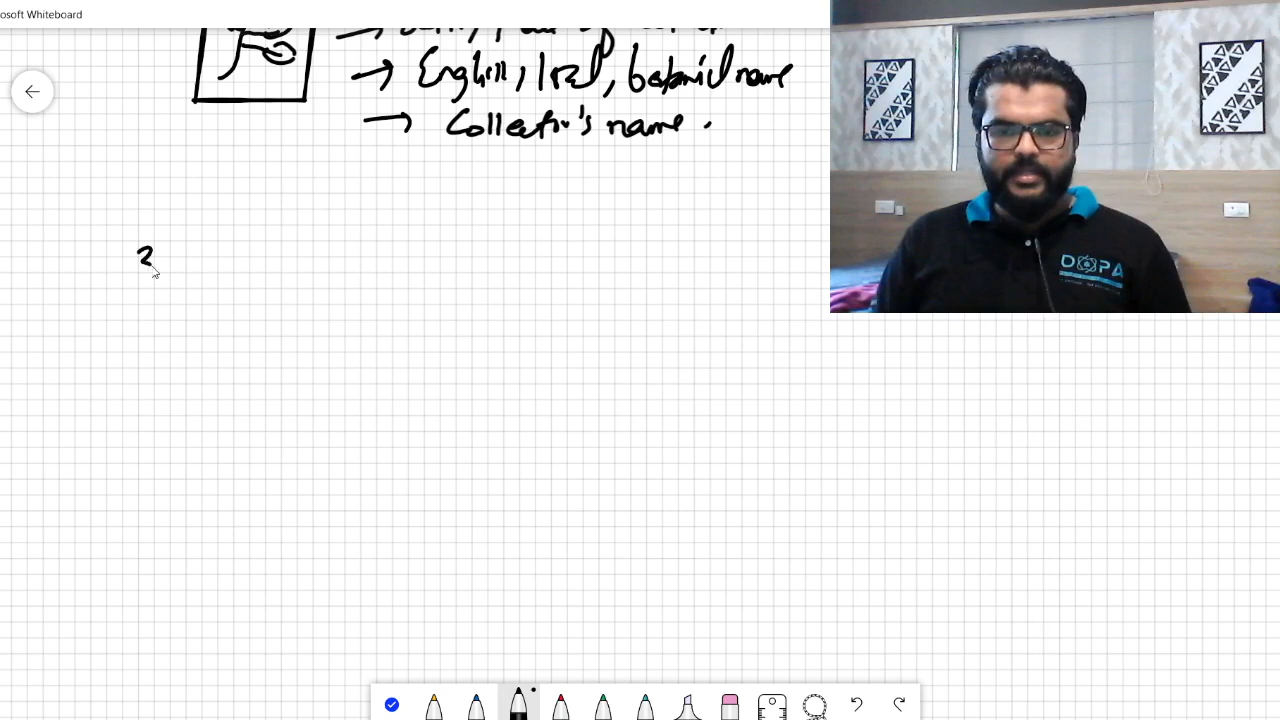 osoft Whiteboard
→ English, local, botanical name
→ Collector's name.
2
DOPA